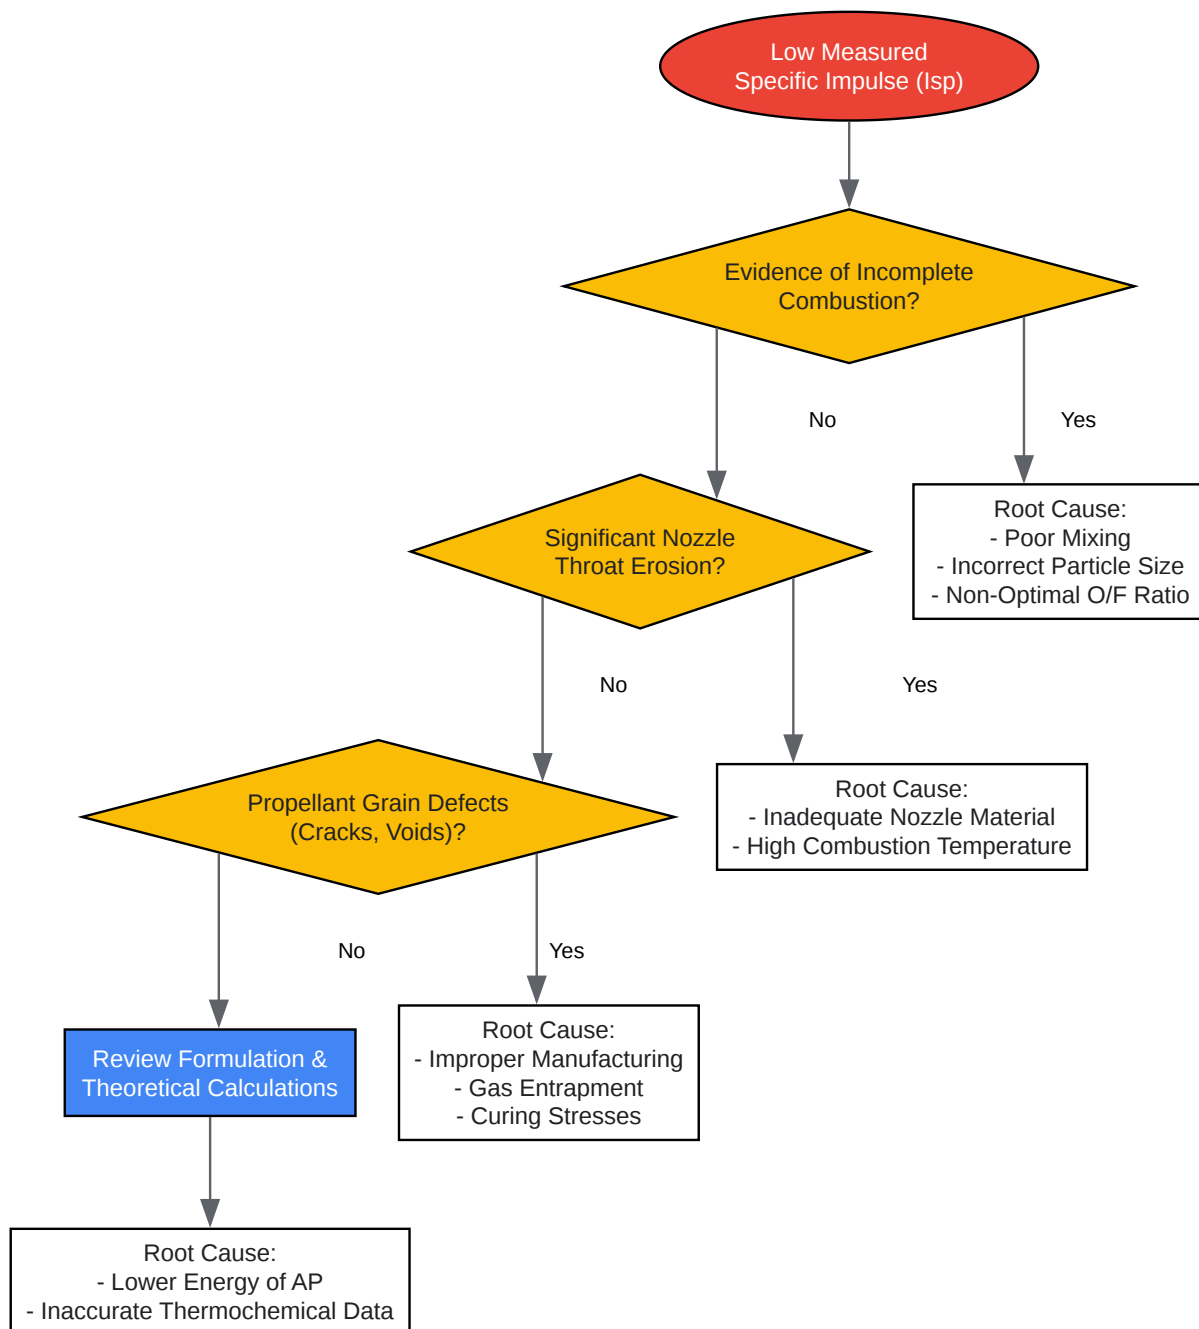 Low Measured
Specific Impulse (Isp)
Evidence of Incomplete
Combustion?
No
Yes
Significant Nozzle
Throat Erosion?
Root Cause:
- Poor Mixing
- Incorrect Particle Size
- Non-Optimal O/F Ratio
No
Yes
Propellant Grain Defects
(Cracks, Voids)?
Root Cause:
- Inadequate Nozzle Material
- High Combustion Temperature
No
Yes
Review Formulation &
Theoretical Calculations
Root Cause:
- Improper Manufacturing
- Gas Entrapment
- Curing Stresses
Root Cause:
- Lower Energy of AP
- Inaccurate Thermochemical Data